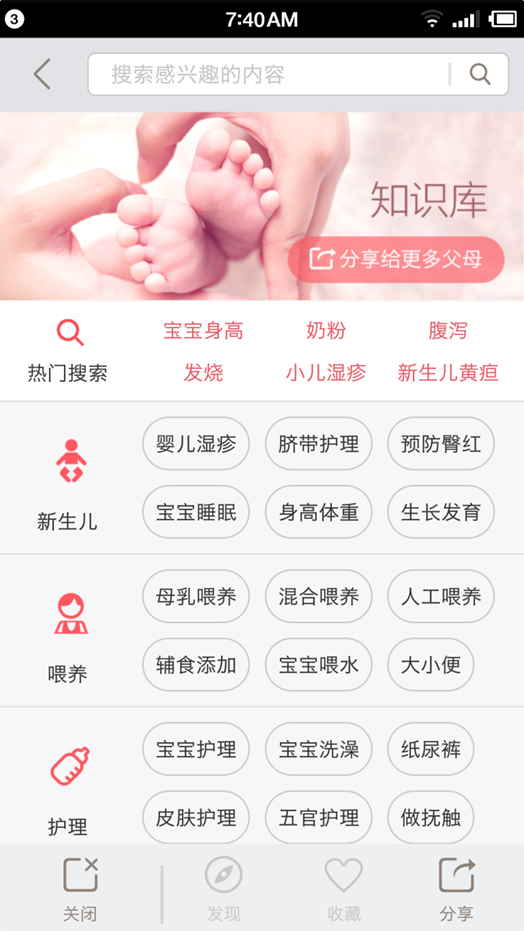 3
7:40AM
搜索感兴趣的内容
知识库
分享给更多父母
宝宝身高 奶粉 腹泻
热门搜索 发烧 小儿湿疹 新生儿黄疸
婴儿湿疹 脐带护理 预防臀红
新生儿 宝宝睡眠 身高体重 生长发育
母乳喂养 混合喂养 人工喂养
喂养 辅食添加 宝宝喂水 大小便
宝宝护理 宝宝洗澡 纸尿裤
护理 皮肤护理 五官护理 做抚触
关闭 发现 收藏 分享